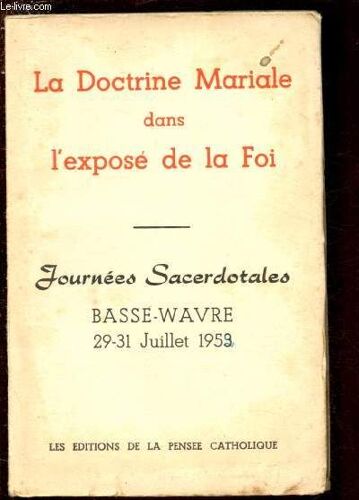 Le-livre.com
La Doctrine Mariale
dans
l'exposé de la Foi
Journées Sacerdotales
BASSE-WAVRE
29-31 Juillet 1953
LES EDITIONS DE LA PENSEE CATHOLIQUE